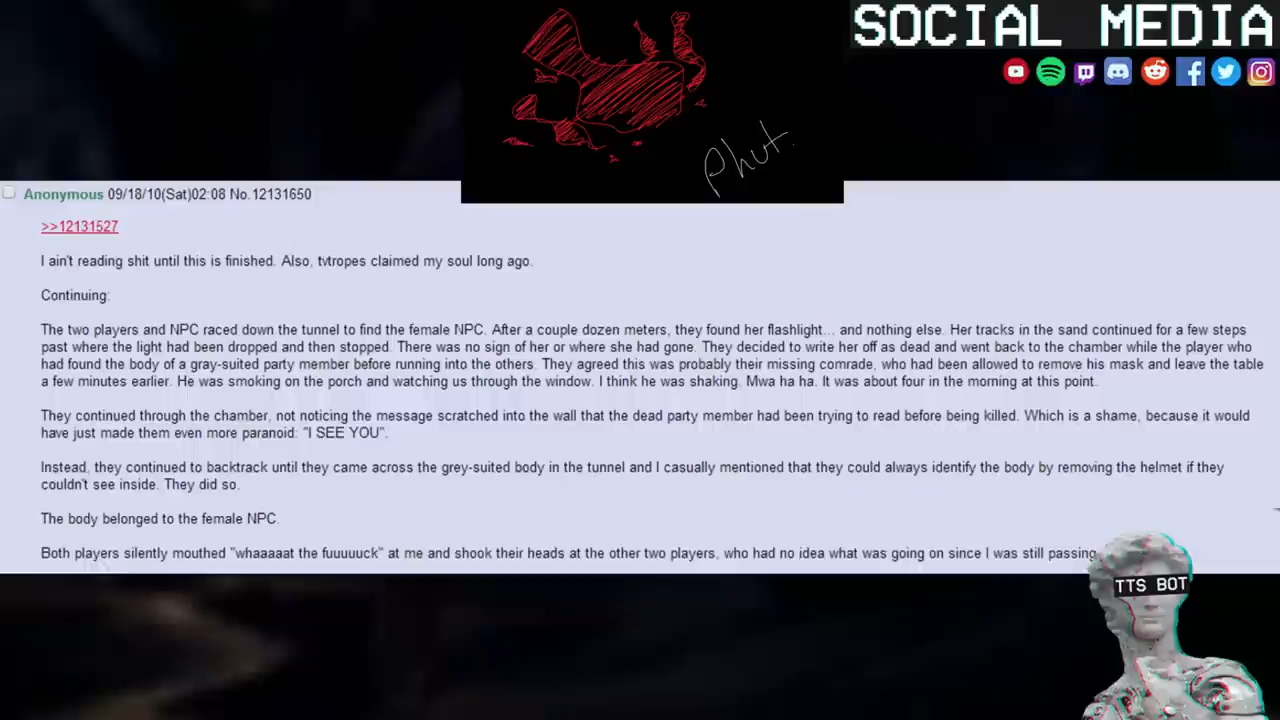 SOCIAL MEDIA
Phut.
Anonymous 09/18/10(Sat)02:08 No.12131650
>>12131527
I ain't reading shit until this is finished. Also, tvtropes claimed my soul long ago.
Continuing:
The two players and NPC raced down the tunnel to find the female NPC. After a couple dozen meters, they found her flashlight... and nothing else. Her tracks in the sand continued for a few steps
past where the light had been dropped and then stopped. There was no sign of her or where she had gone. They decided to write her off as dead and went back to the chamber while the player who
had found the body of a gray-suited party member before running into the others. They agreed this was probably their missing comrade, who had been allowed to remove his mask and leave the table
a few minutes earlier. He was smoking on the porch and watching us through the window. I think he was shaking. Mwa ha ha. It was about four in the morning at this point.
They continued through the chamber, not noticing the message scratched into the wall that the dead party member had been trying to read before being killed. Which is a shame, because it would
have just made them even more paranoid: "I SEE YOU".
Instead, they continued to backtrack until they came across the grey-suited body in the tunnel and I casually mentioned that they could always identify the body by removing the helmet if they
couldn't see inside. They did so.
The body belonged to the female NPC.
Both players silently mouthed "whaaaaat the fuuuuuck" at me and shook their heads at the other two players, who had no idea what was going on since I was still passing
TTS BOT